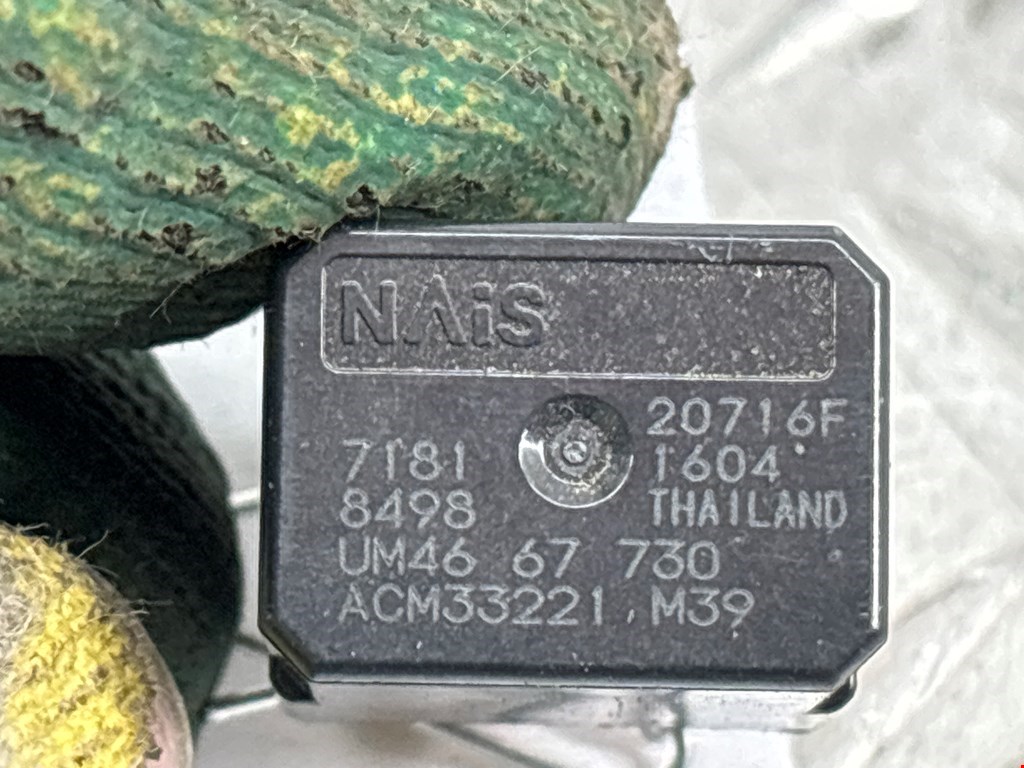 NAiS
20716F
7181 1604
8498 THAILAND
UM46 67 730
ACM33221 M39